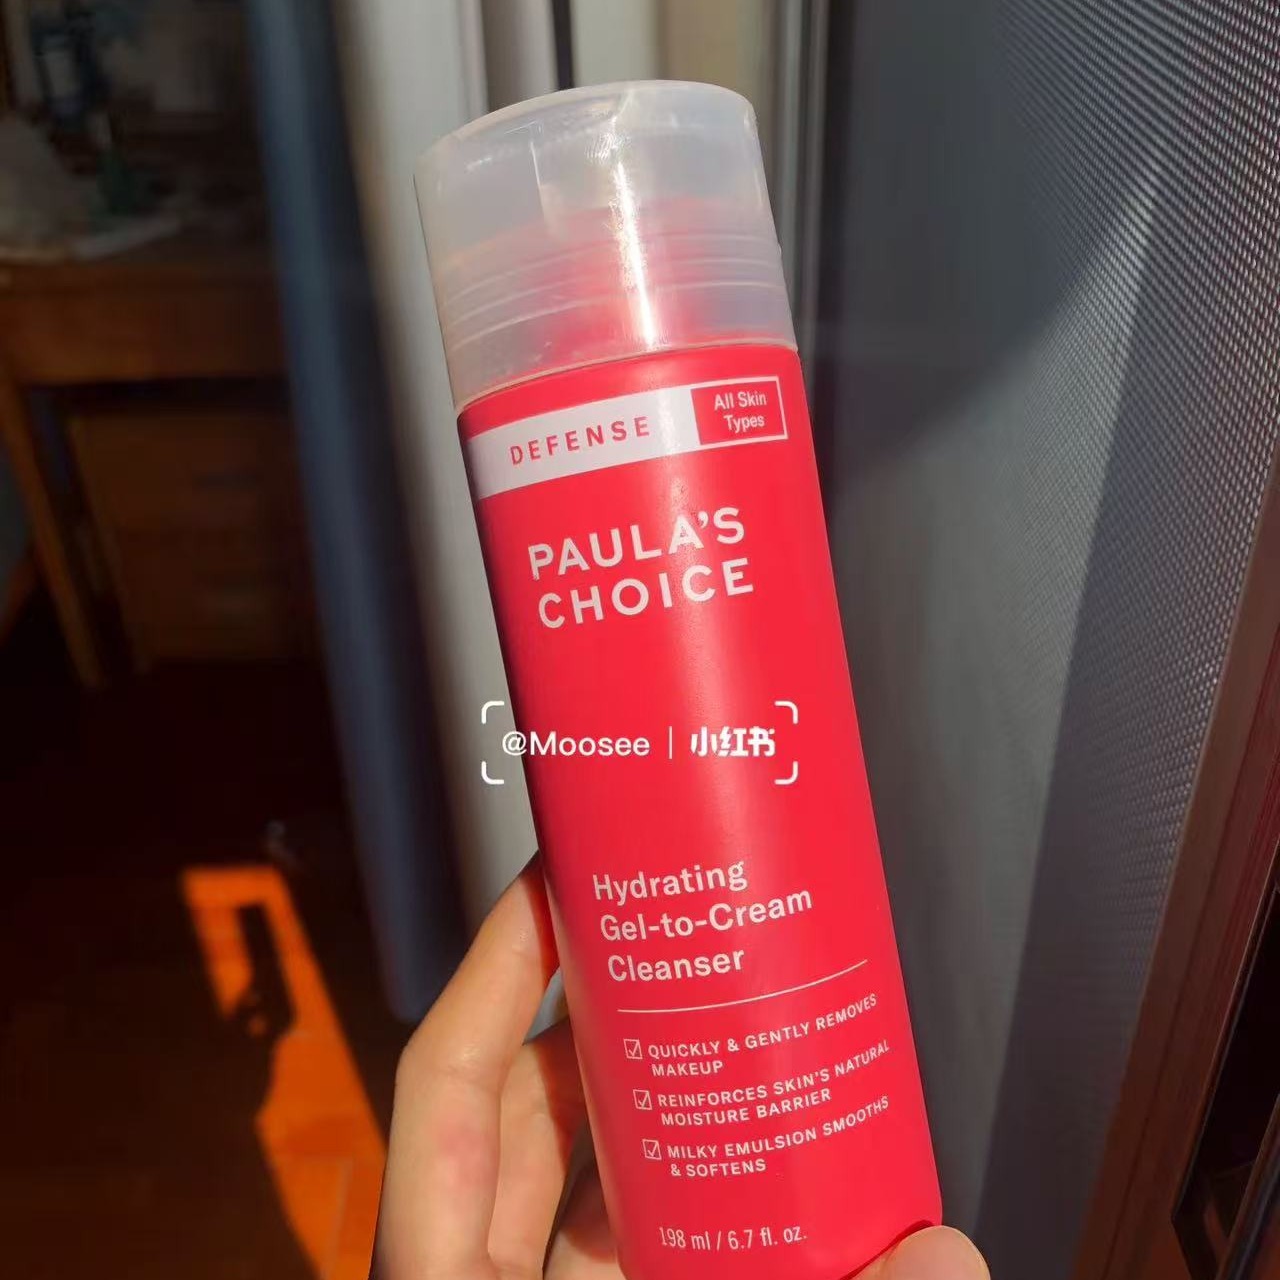 DEFENSE
All Skin
Types
PAULA'S
CHOICE
@Moosee | 小红书
Hydrating
Gel-to-Cream
Cleanser
☑ QUICKLY & GENTLY REMOVES
MAKEUP
☑ REINFORCES SKIN'S NATURAL
MOISTURE BARRIER
☑ MILKY EMULSION SMOOTHS
& SOFTENS
198 ml / 6.7 fl. oz.